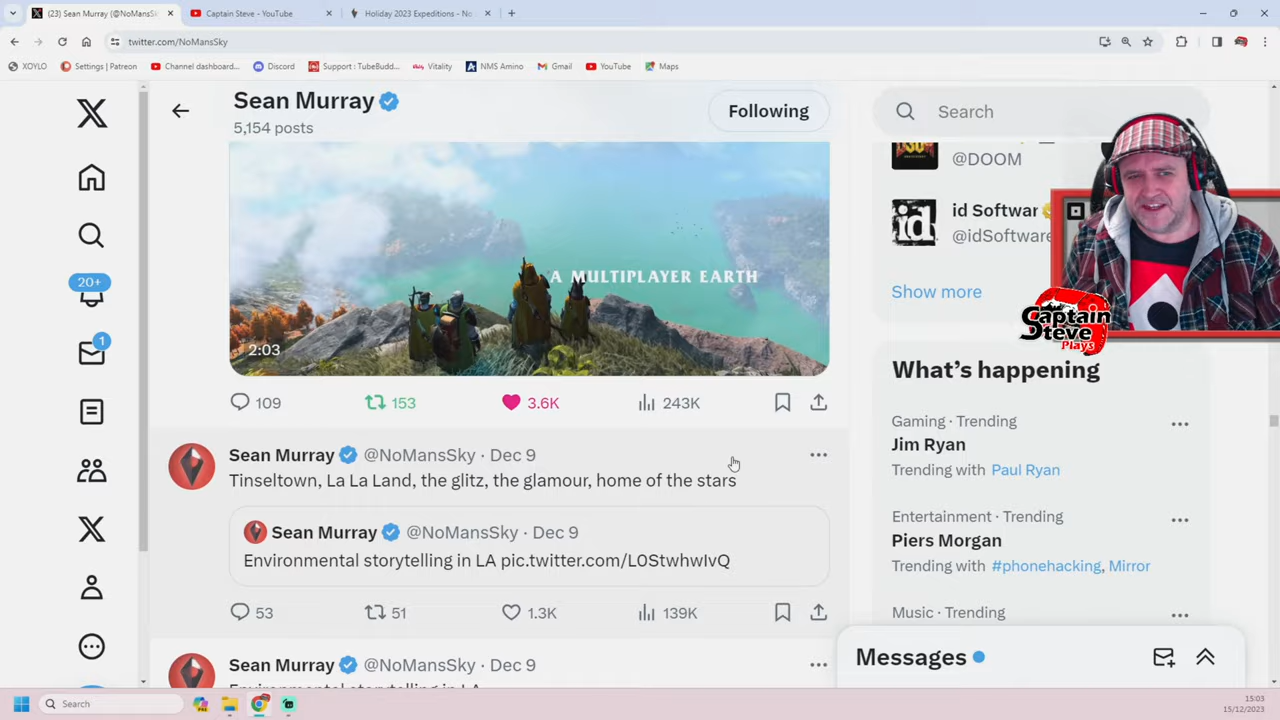 (23) Sean Murray (@NoMansSk
Captain Steve - YouTube
Holiday 2023 Expeditions - No
twitter.com/NoMansSky
XOYLO
Settings | Patreon
Channel dashboard...
Discord
Support : TubeBudd...
Vitality
NMS Amino
Gmail
YouTube
Maps
Sean Murray
5,154 posts
Following
Search
@DOOM
id Softwar
@idSoftware
Show more
A MULTIPLAYER EARTH
2:03
109
153
3.6K
243K
20+
1
Captain
Steve
Plays
What's happening
Gaming · Trending
Jim Ryan
Trending with Paul Ryan
Entertainment · Trending
Piers Morgan
Trending with #phonehacking, Mirror
Music · Trending
Sean Murray @NoMansSky · Dec 9
Tinseltown, La La Land, the glitz, the glamour, home of the stars
Sean Murray @NoMansSky · Dec 9
Environmental storytelling in LA pic.twitter.com/L0StwhwIvQ
53
51
1.3K
139K
Sean Murray @NoMansSky · Dec 9
Messages
Search
15:03
15/12/2023